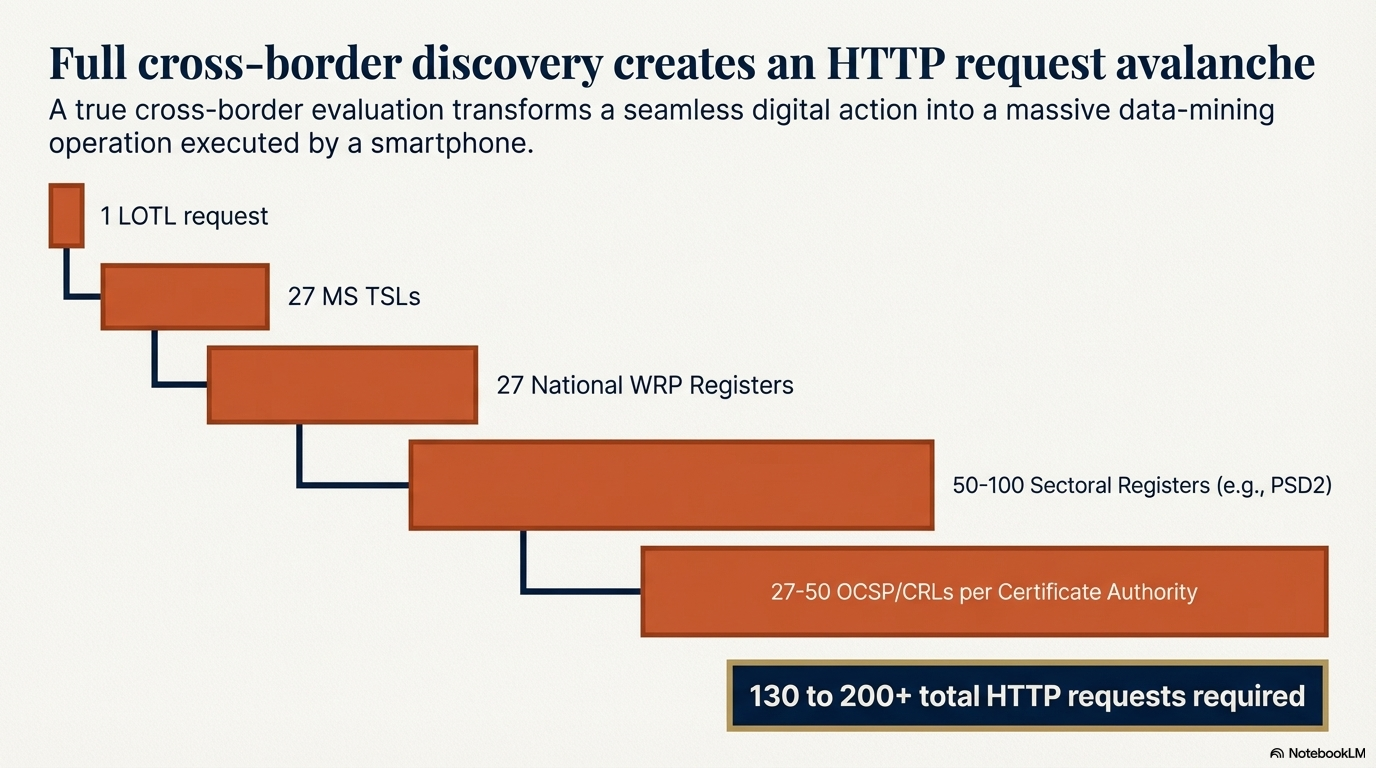 Full cross-border discovery creates an HTTP request avalanche
A true cross-border evaluation transforms a seamless digital action into a massive data-mining
operation executed by a smartphone.
1 LOTL request
27 MS TSLs
27 National WRP Registers
50-100 Sectoral Registers (e.g., PSD2)
27-50 OCSP/CRLs per Certificate Authority
130 to 200+ total HTTP requests required
NotebookLM